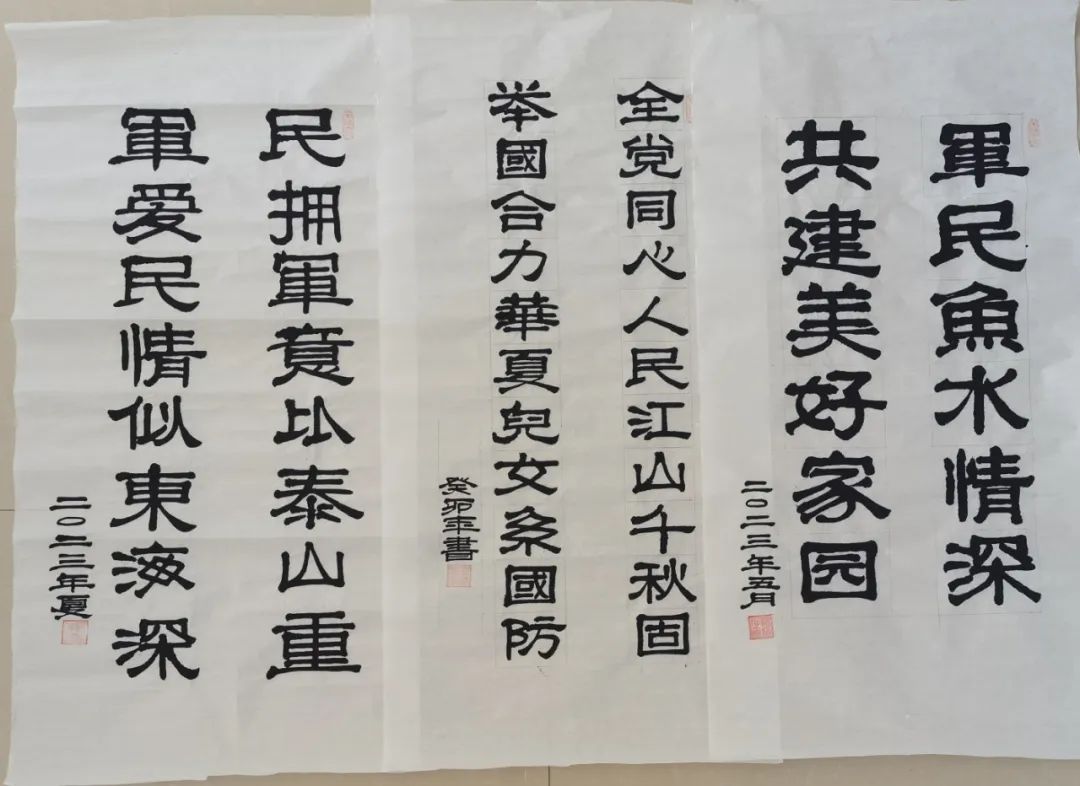 軍民魚水情深
共建美好家园
二〇二三年五月
全党同心人民江山千秋固
举國合力華夏兒女系國防
癸卯年書
民拥軍意比泰山重
軍爱民情似東海深
二〇二三年夏